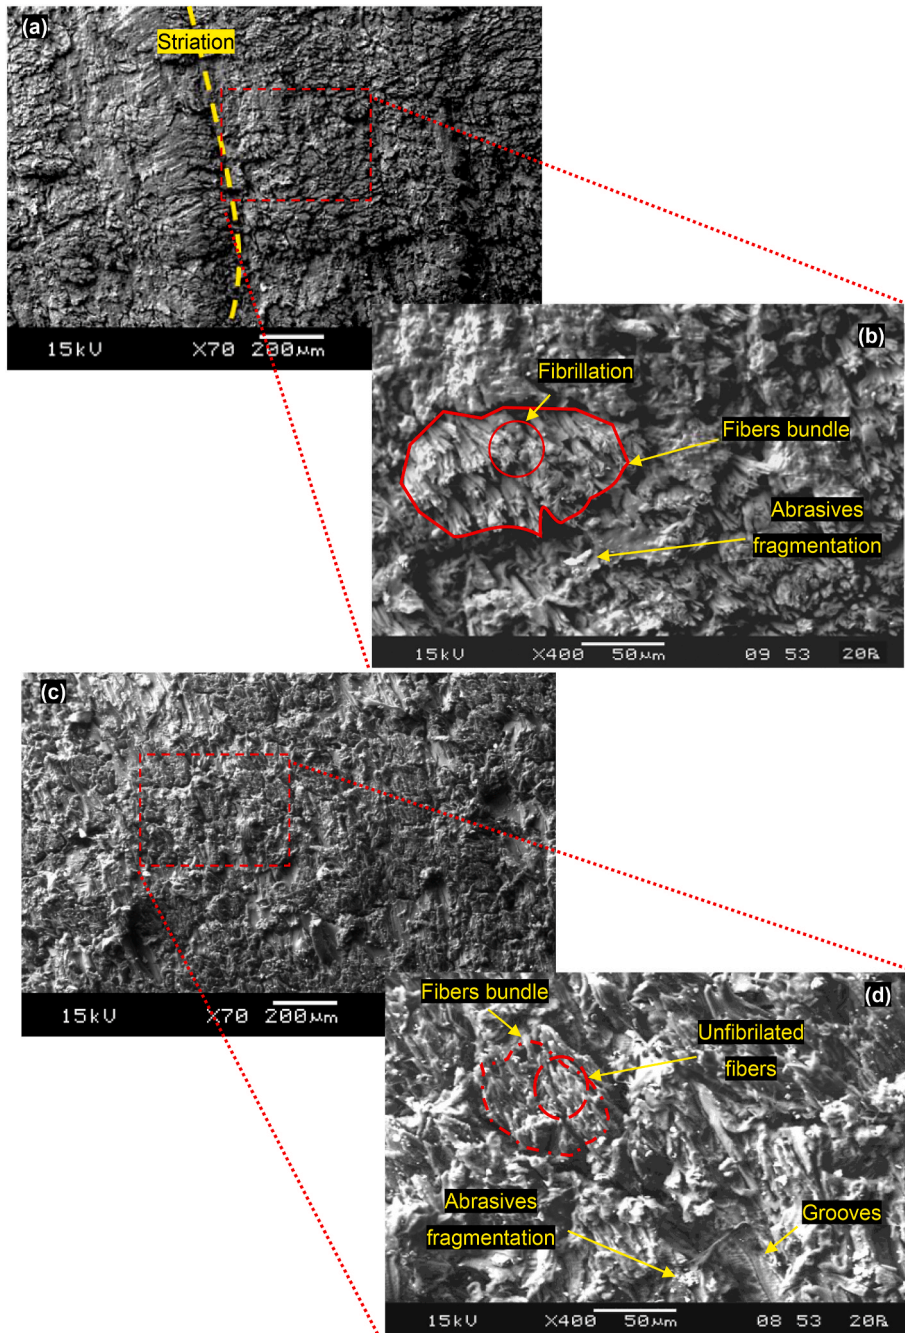 (a)
Striation
15kV X70 200μm
(b)
Fibrillation
Fibers bundle
Abrasives
fragmentation
15kV X400 50μm 09 53 20R
(c)
15kV X70 200μm
(d)
Fibers bundle
Unfibrilated
fibers
Abrasives
fragmentation
Grooves
15kV X400 50μm 08 53 20R